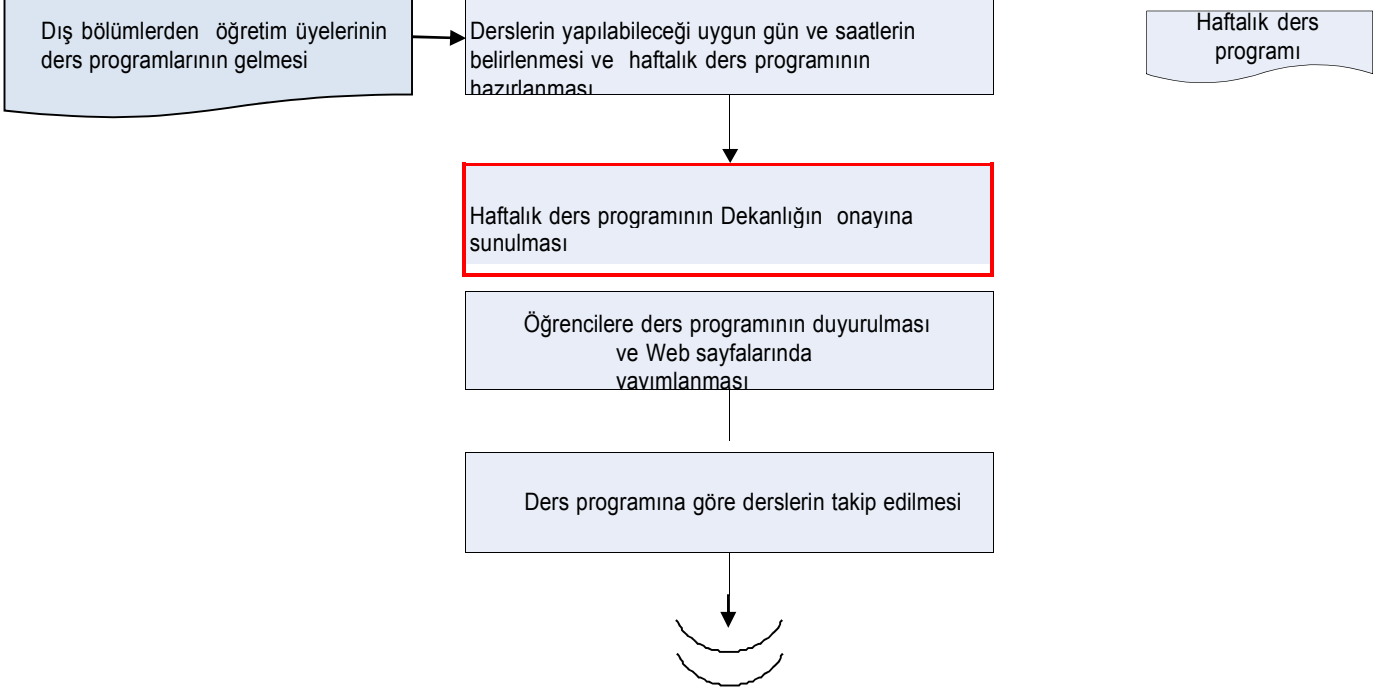 Dış bölümlerden öğretim üyelerinin
ders programlarının gelmesi
Derslerin yapılabileceği uygun gün ve saatlerin
belirlenmesi ve haftalık ders programının
hazırlanması
Haftalık ders
programı
Haftalık ders programının Dekanlığın onayına
sunulması
Öğrencilere ders programının duyurulması
ve Web sayfalarında
yayımlanması
Ders programına göre derslerin takip edilmesi